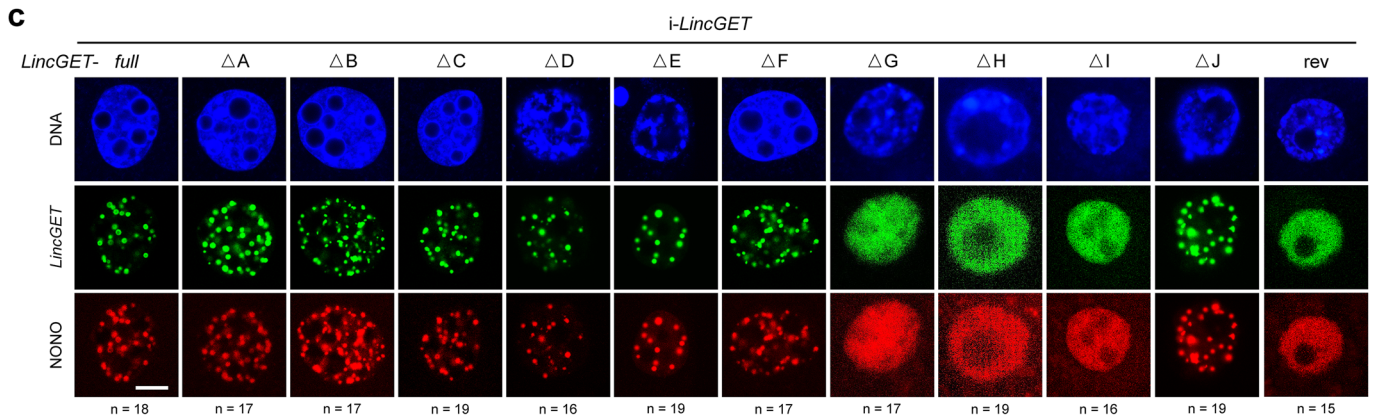 c
i-LincGET
LincGET- full △A △B △C △D △E △F △G △H △I △J rev
DNA
LincGET
NONO
n = 18 n = 17 n = 17 n = 19 n = 16 n = 19 n = 17 n = 17 n = 19 n = 16 n = 19 n = 15